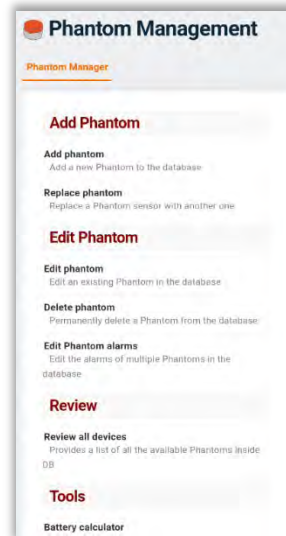 Phantom Management
Phantom Manager
Add Phantom
Add phantom
Add a new Phantom to the database
Replace phantom
Replace a Phantom sensor with another one
Edit Phantom
Edit phantom
Edit an existing Phantom in the database
Delete phantom
Permanently delete a Phantom from the database
Edit Phantom alarms
Edit the alarms of multiple Phantoms in the
database
Review
Review all devices
Provides a list of all the available Phantoms inside
DB
Tools
Battery calculator